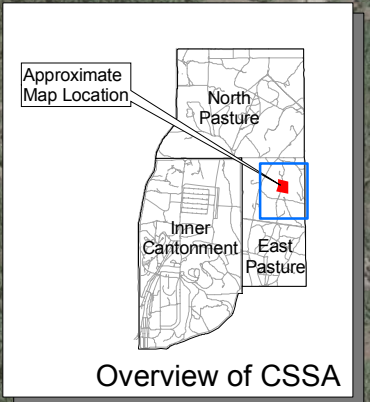 Approximate
Map Location
North
Pasture
Inner
Cantonment
East
Pasture
Overview of CSSA